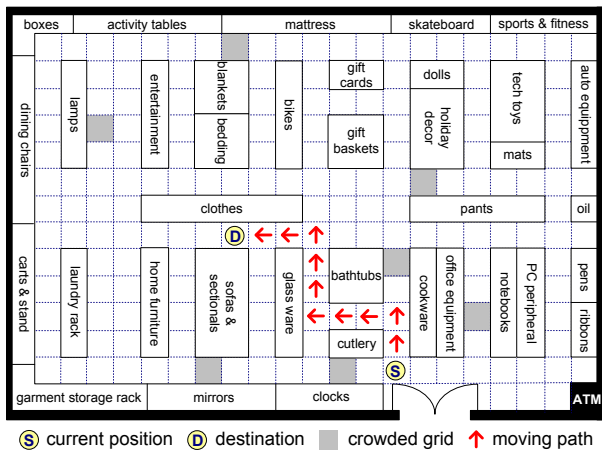 boxes
activity tables
mattress
skateboard
sports & fitness
dining chairs
lamps
entertainment
blankets
bedding
bikes
gift
cards
gift
baskets
dolls
holiday
decor
tech toys
mats
auto equippment
clothes
pants
oil
D
carts & stand
laundry rack
home furniture
sofas &
sectionals
glass ware
bathtubs
cutlery
cookware
office equipment
notebooks
PC peripheral
pens
ribbons
S
garment storage rack
mirrors
clocks
ATM
S current position
D destination
crowded grid
moving path